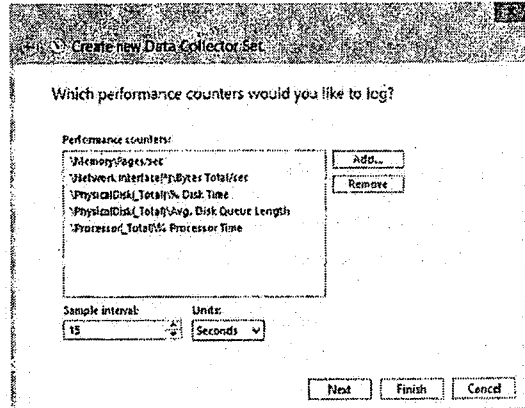 Create new Data Collector Set.
Which performance counters would you like to log?
Performance counters:
\Memory\Pages/sec
\Network Interface(*)\Bytes Total/sec
\PhysicalDisk(_Total)\% Disk Time
\PhysicalDisk(_Total)\Avg. Disk Queue Length
\Processor(_Total)\% Processor Time
Add...
Remove
Sample interval:
Units:
15
Seconds
Next
Finish
Cancel